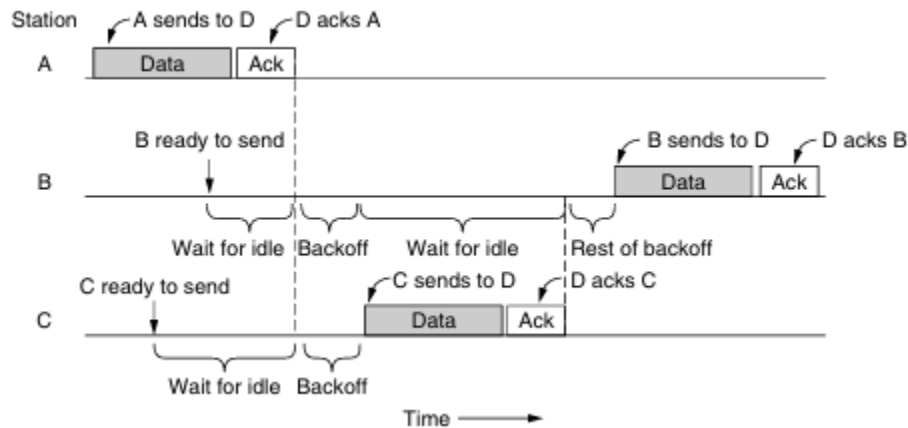 Station
A sends to D
D acks A
A
Data
Ack
B ready to send
B sends to D
D acks B
B
Data
Ack
Wait for idle
Backoff
Wait for idle
Rest of backoff
C ready to send
C sends to D
D acks C
C
Data
Ack
Wait for idle
Backoff
Time